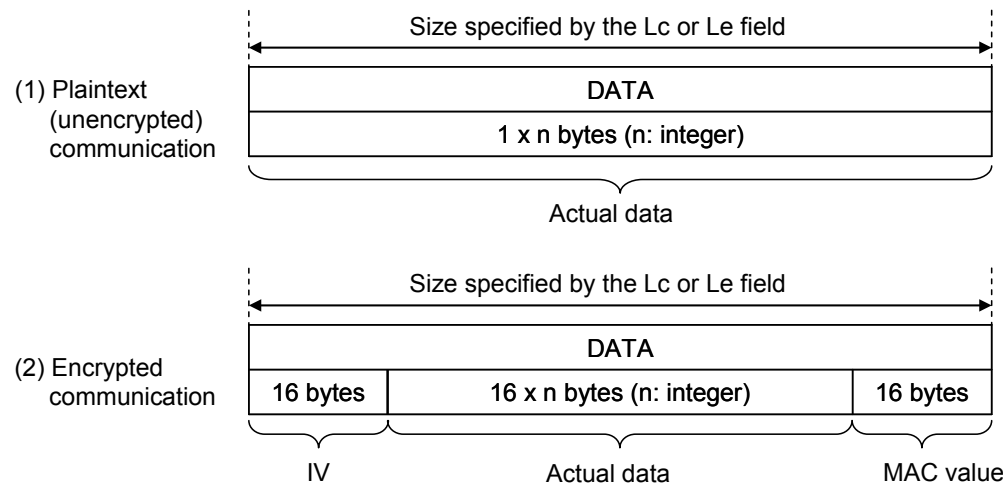 Size specified by the Lc or Le field
(1) Plaintext
(unencrypted)
communication
DATA
1 x n bytes (n: integer)
Actual data
Size specified by the Lc or Le field
(2) Encrypted
communication
DATA
16 bytes 16 x n bytes (n: integer) 16 bytes
IV Actual data MAC value